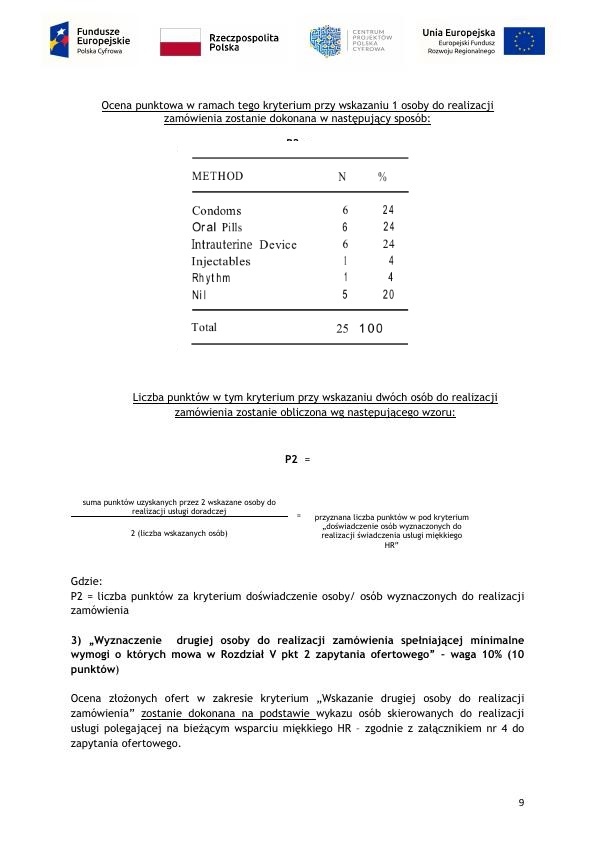 Fundusze
Europejskie
Polska Cyfrowa
Rzeczpospolita
Polska
CENTRUM
PROJEKTÓW
POLSKA
CYFROWA
Unia Europejska
Europejski Fundusz
Rozwoju Regionalnego
Ocena punktowa w ramach tego kryterium przy wskazaniu 1 osoby do realizacji
zamówienia zostanie dokonana w następujący sposób:
METHOD N %
Condoms 6 24
Oral Pills 6 24
Intrauterine Device 6 24
Injectables 1 4
Rhythm 1 4
Nil 5 20
Total 25 100
Liczba punktów w tym kryterium przy wskazaniu dwóch osób do realizacji
zamówienia zostanie obliczona wg następującego wzoru:
P2 =
suma punktów uzyskanych przez 2 wskazane osoby do
realizacji usługi doradczej
2 (liczba wskazanych osób)
=
przyznana liczba punktów w pod kryterium
„doświadczenie osób wyznaczonych do
realizacji świadczenia usługi miękkiego
HR”
Gdzie:
P2 = liczba punktów za kryterium doświadczenie osoby/ osób wyznaczonych do realizacji
zamówienia
3) „Wyznaczenie drugiej osoby do realizacji zamówienia spełniającej minimalne
wymogi o których mowa w Rozdział V pkt 2 zapytania ofertowego” – waga 10% (10
punktów)
Ocena złożonych ofert w zakresie kryterium „Wskazanie drugiej osoby do realizacji
zamówienia” zostanie dokonana na podstawie wykazu osób skierowanych do realizacji
usługi polegającej na bieżącym wsparciu miękkiego HR – zgodnie z załącznikiem nr 4 do
zapytania ofertowego.
9